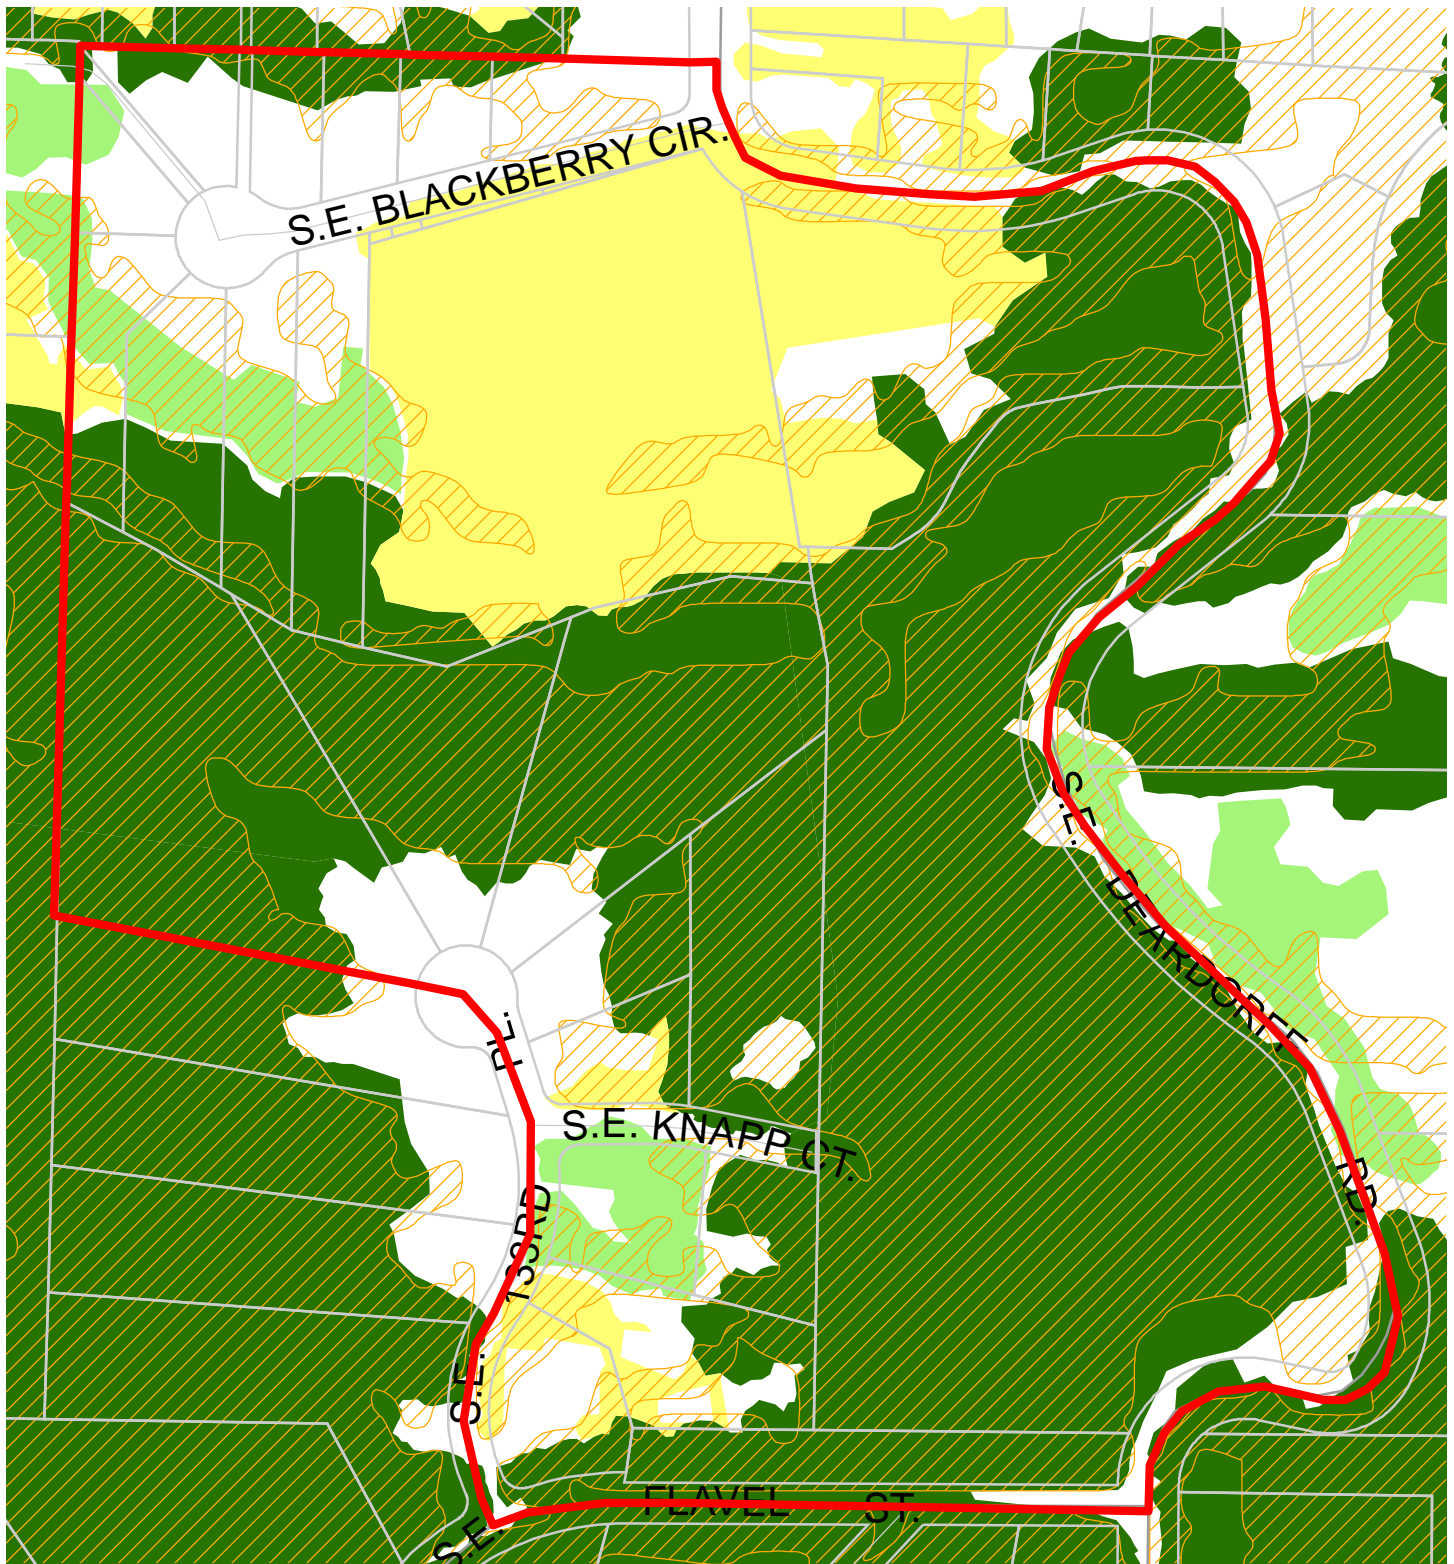 S.E. BLACKBERRY CIR.
S.E. DEARDORFF RD.
PL.
S.E. KNAPP CT.
S.E. 133RD
S.E. FLAVEL ST.